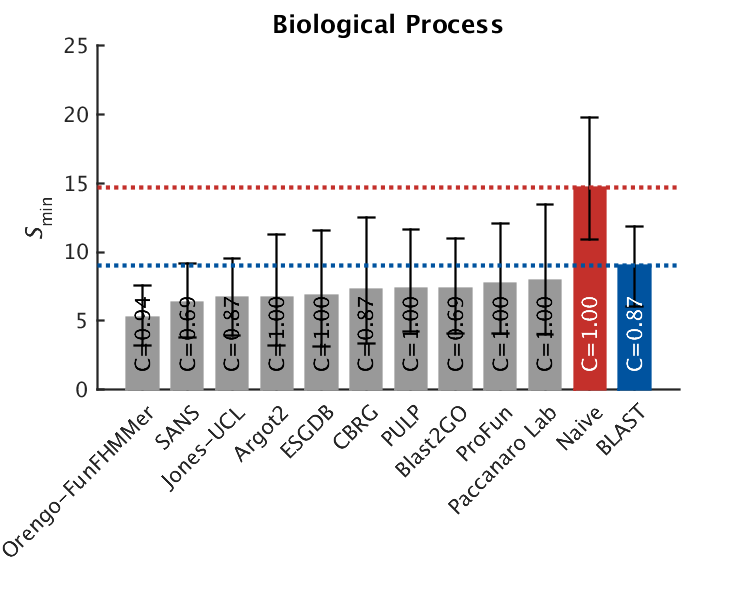 Biological Process
25
20
15
10
5
0
Smin
C=0.94
C=0.69
C=0.87
C=1.00
C=1.00
C=0.87
C=1.00
C=0.69
C=1.00
C=1.00
C=1.00
C=0.87
Orengo-FunFHMMer
SANS
Jones-UCL
Argot2
ESGDB
CBRG
PULP
Blast2GO
ProFun
Paccanaro Lab
Naive
BLAST